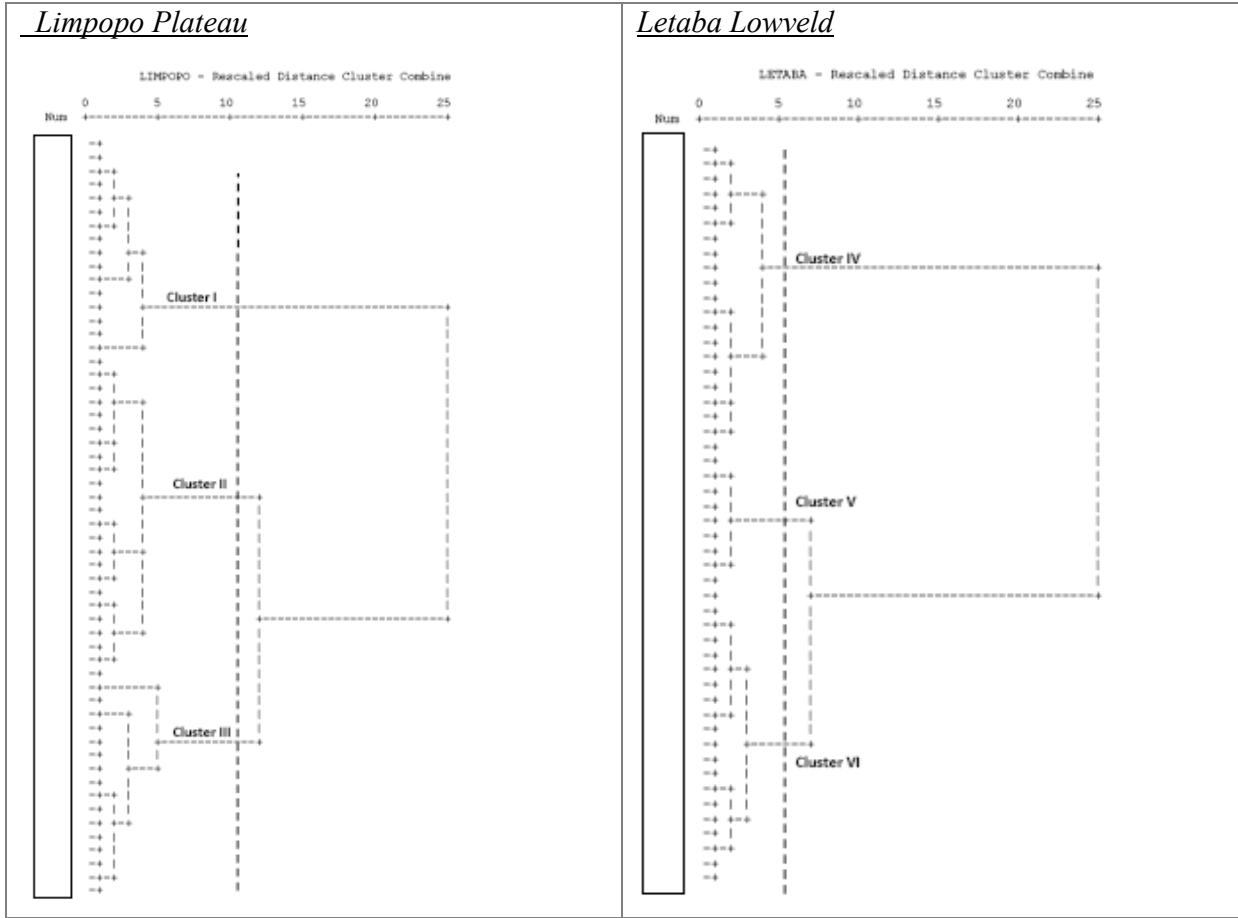 Limpopo Plateau
LIMPOPO - Rescaled Distance Cluster Combine
0 5 10 15 20 25
Num
Cluster I
Cluster II
Cluster III
Letaba Lowveld
LETABA - Rescaled Distance Cluster Combine
0 5 10 15 20 25
Num
Cluster IV
Cluster V
Cluster VI